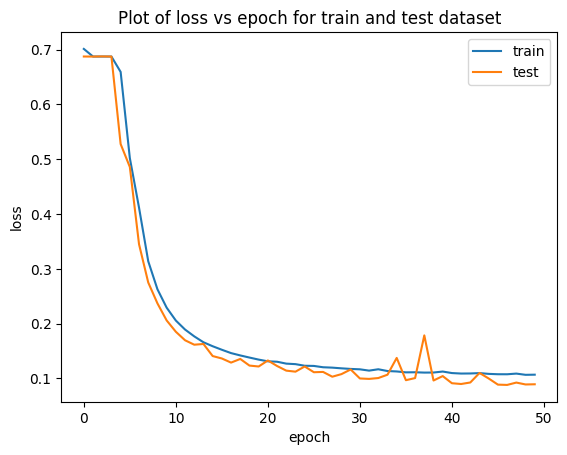 Plot of loss vs epoch for train and test dataset
train
test
0.7
0.6
0.5
0.4
0.3
0.2
0.1
loss
0 10 20 30 40 50
epoch